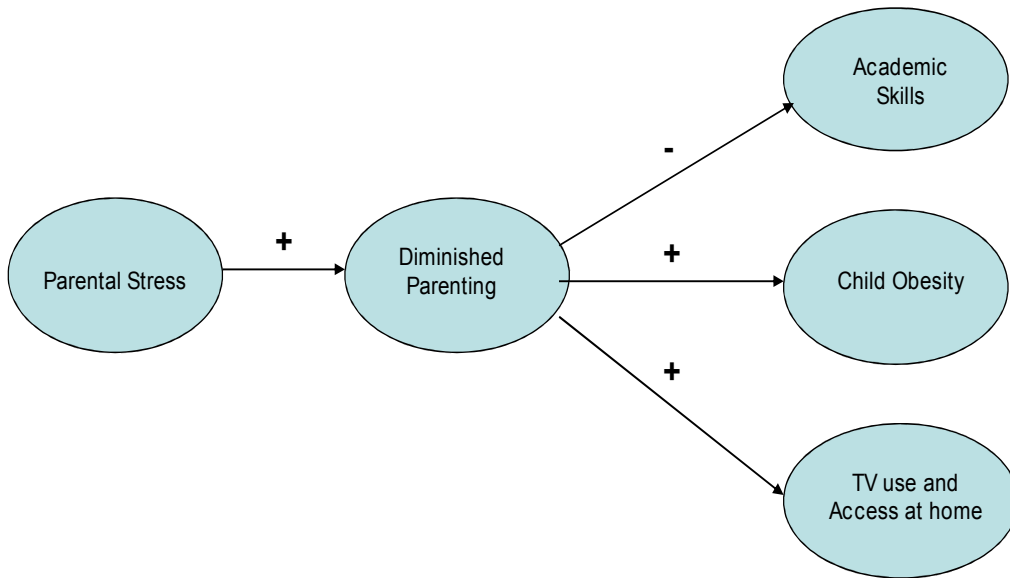 Academic
Skills
-
+
Parental Stress
Diminished
Parenting
+
Child Obesity
+
TV use and
Access at home